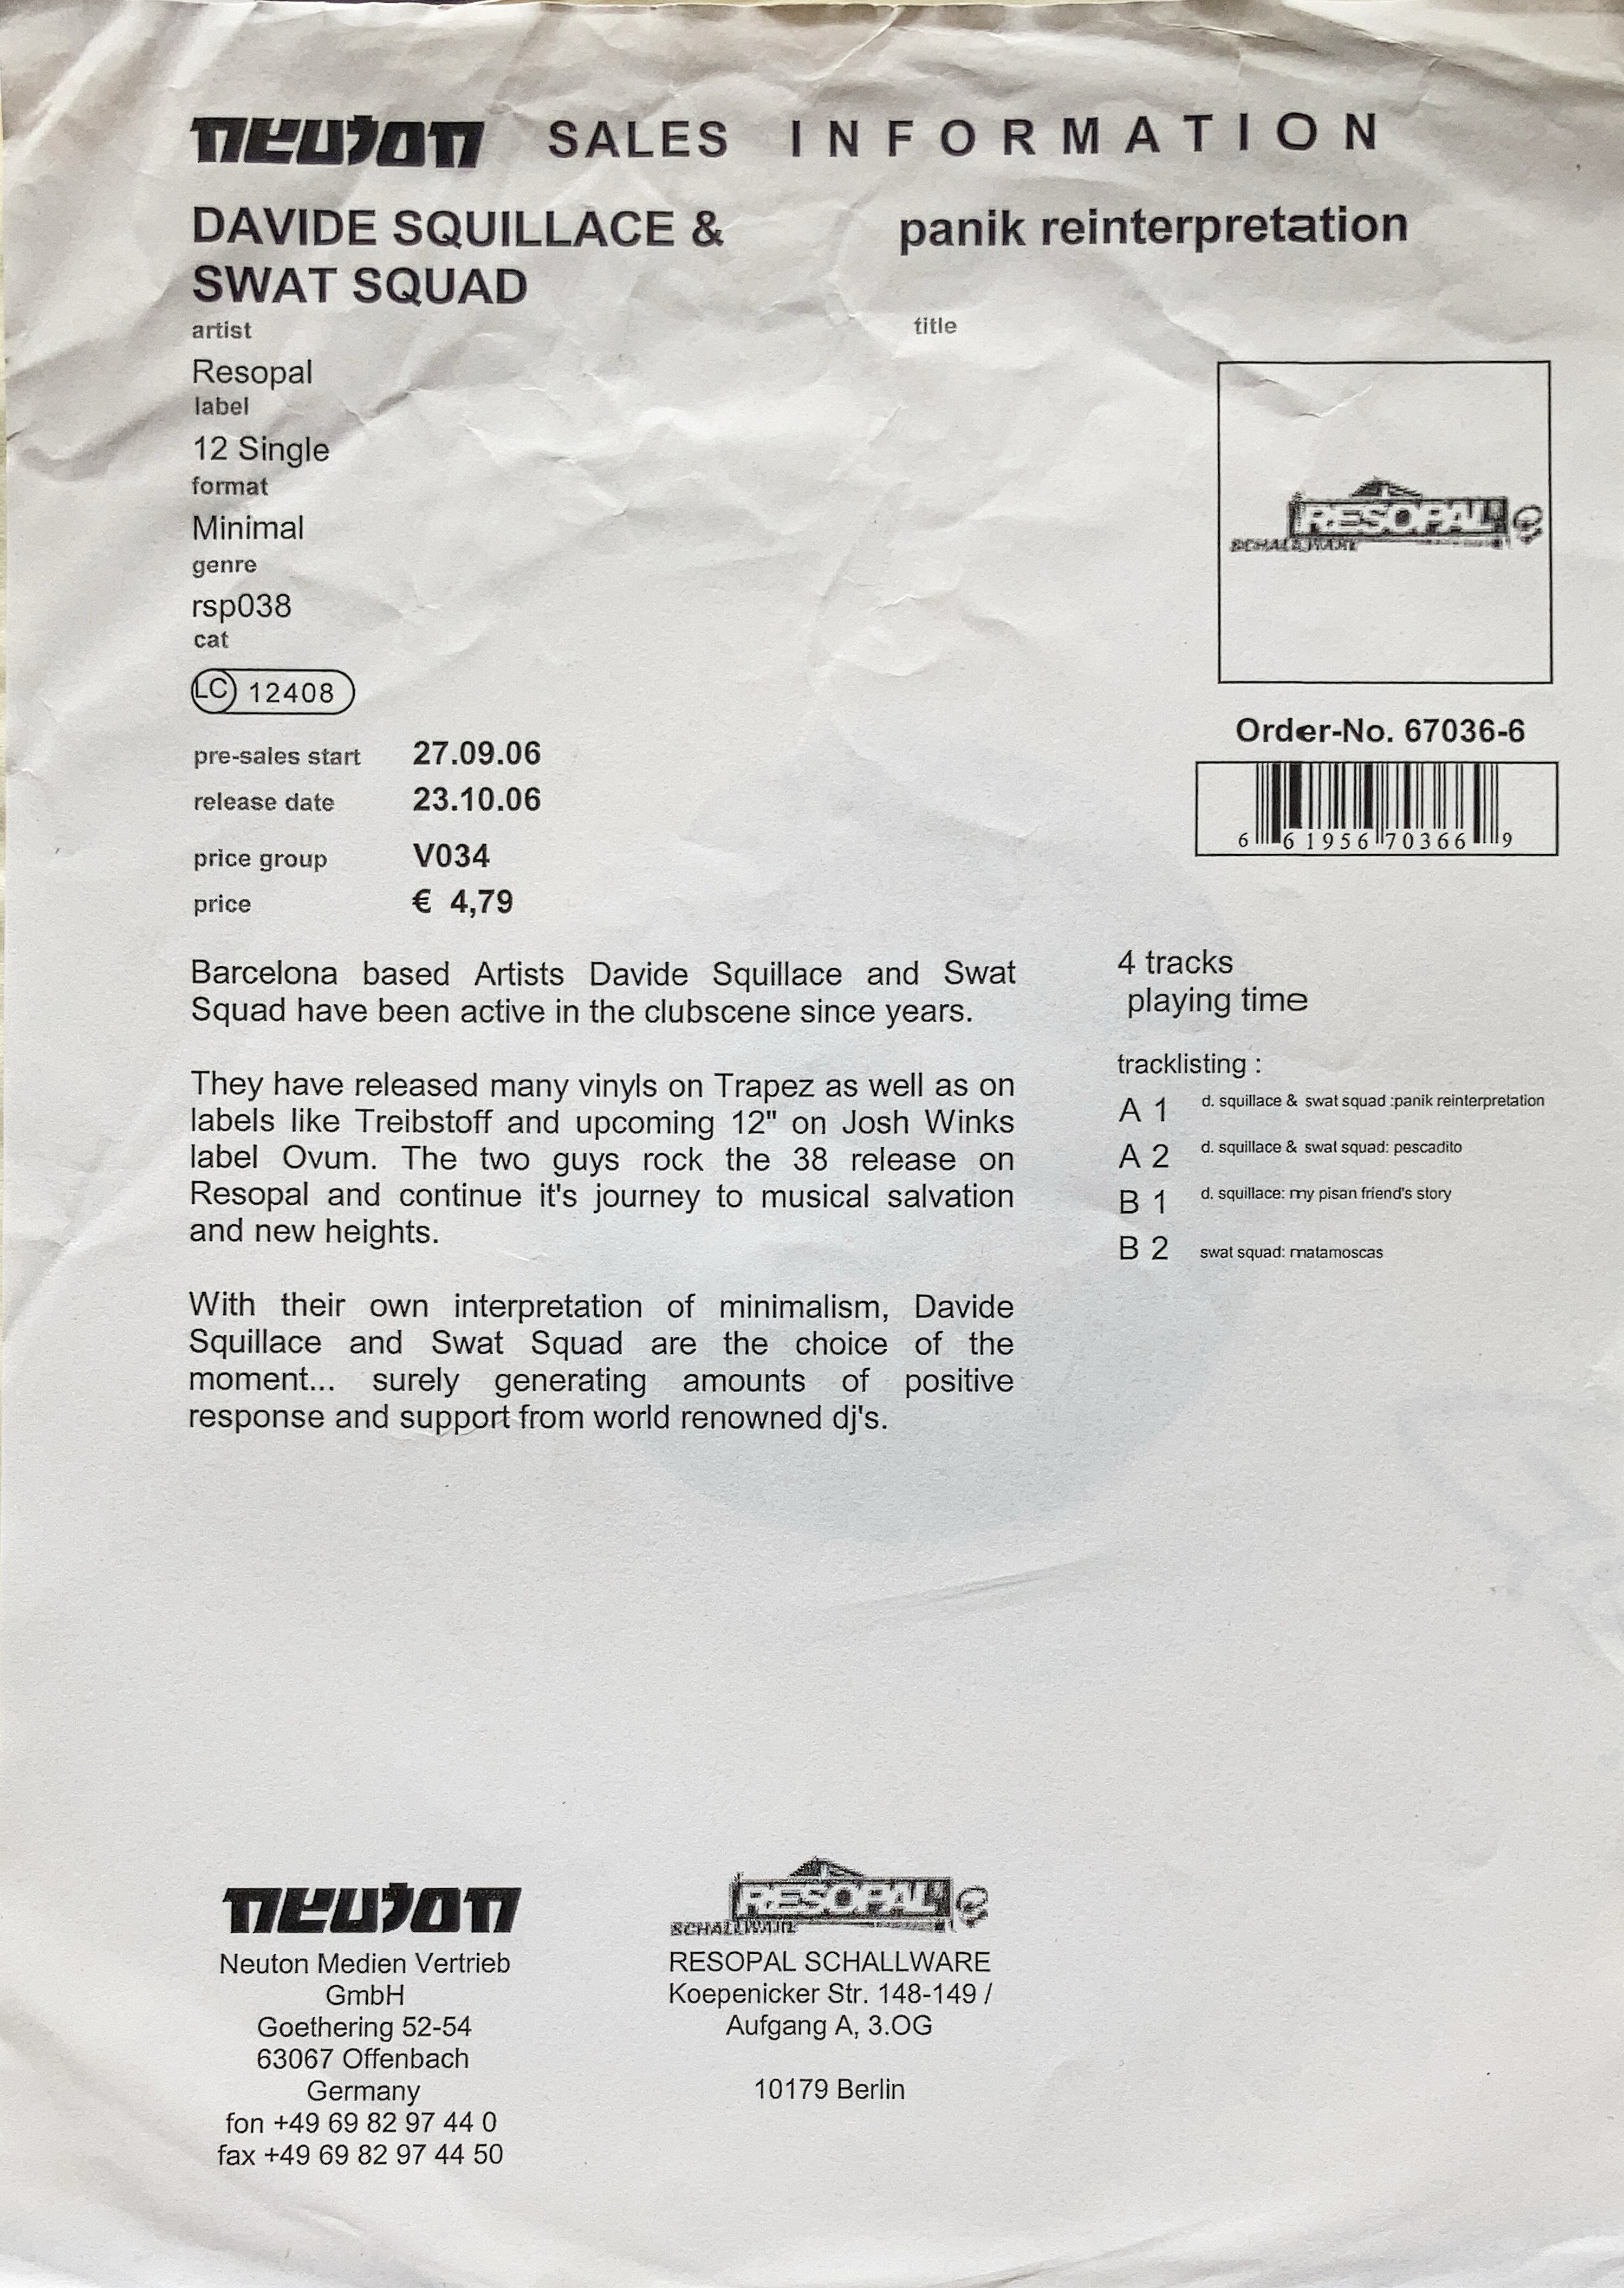 neuton SALES INFORMATION
DAVIDE SQUILLACE &
SWAT SQUAD
artist
panik reinterpretation
title
Resopal
label
12 Single
format
Minimal
genre
rsp038
cat
LC 12408
RESOPAL
SCHALLWARE
Order-No. 67036-6
6 61956 70366 9
pre-sales start 27.09.06
release date 23.10.06
price group V034
price € 4,79
Barcelona based Artists Davide Squillace and Swat
Squad have been active in the clubscene since years.
They have released many vinyls on Trapez as well as on
labels like Treibstoff and upcoming 12" on Josh Winks
label Ovum. The two guys rock the 38 release on
Resopal and continue it's journey to musical salvation
and new heights.
With their own interpretation of minimalism, Davide
Squillace and Swat Squad are the choice of the
moment... surely generating amounts of positive
response and support from world renowned dj's.
4 tracks
playing time
tracklisting :
A 1 d. squillace & swat squad :panik reinterpretation
A 2 d. squillace & swat squad: pescadito
B 1 d. squillace: my pisan friend's story
B 2 swat squad: matamoscas
neuton
Neuton Medien Vertrieb
GmbH
Goethering 52-54
63067 Offenbach
Germany
fon +49 69 82 97 44 0
fax +49 69 82 97 44 50
RESOPAL
SCHALLWARE
RESOPAL SCHALLWARE
Koepenicker Str. 148-149 /
Aufgang A, 3.OG
10179 Berlin